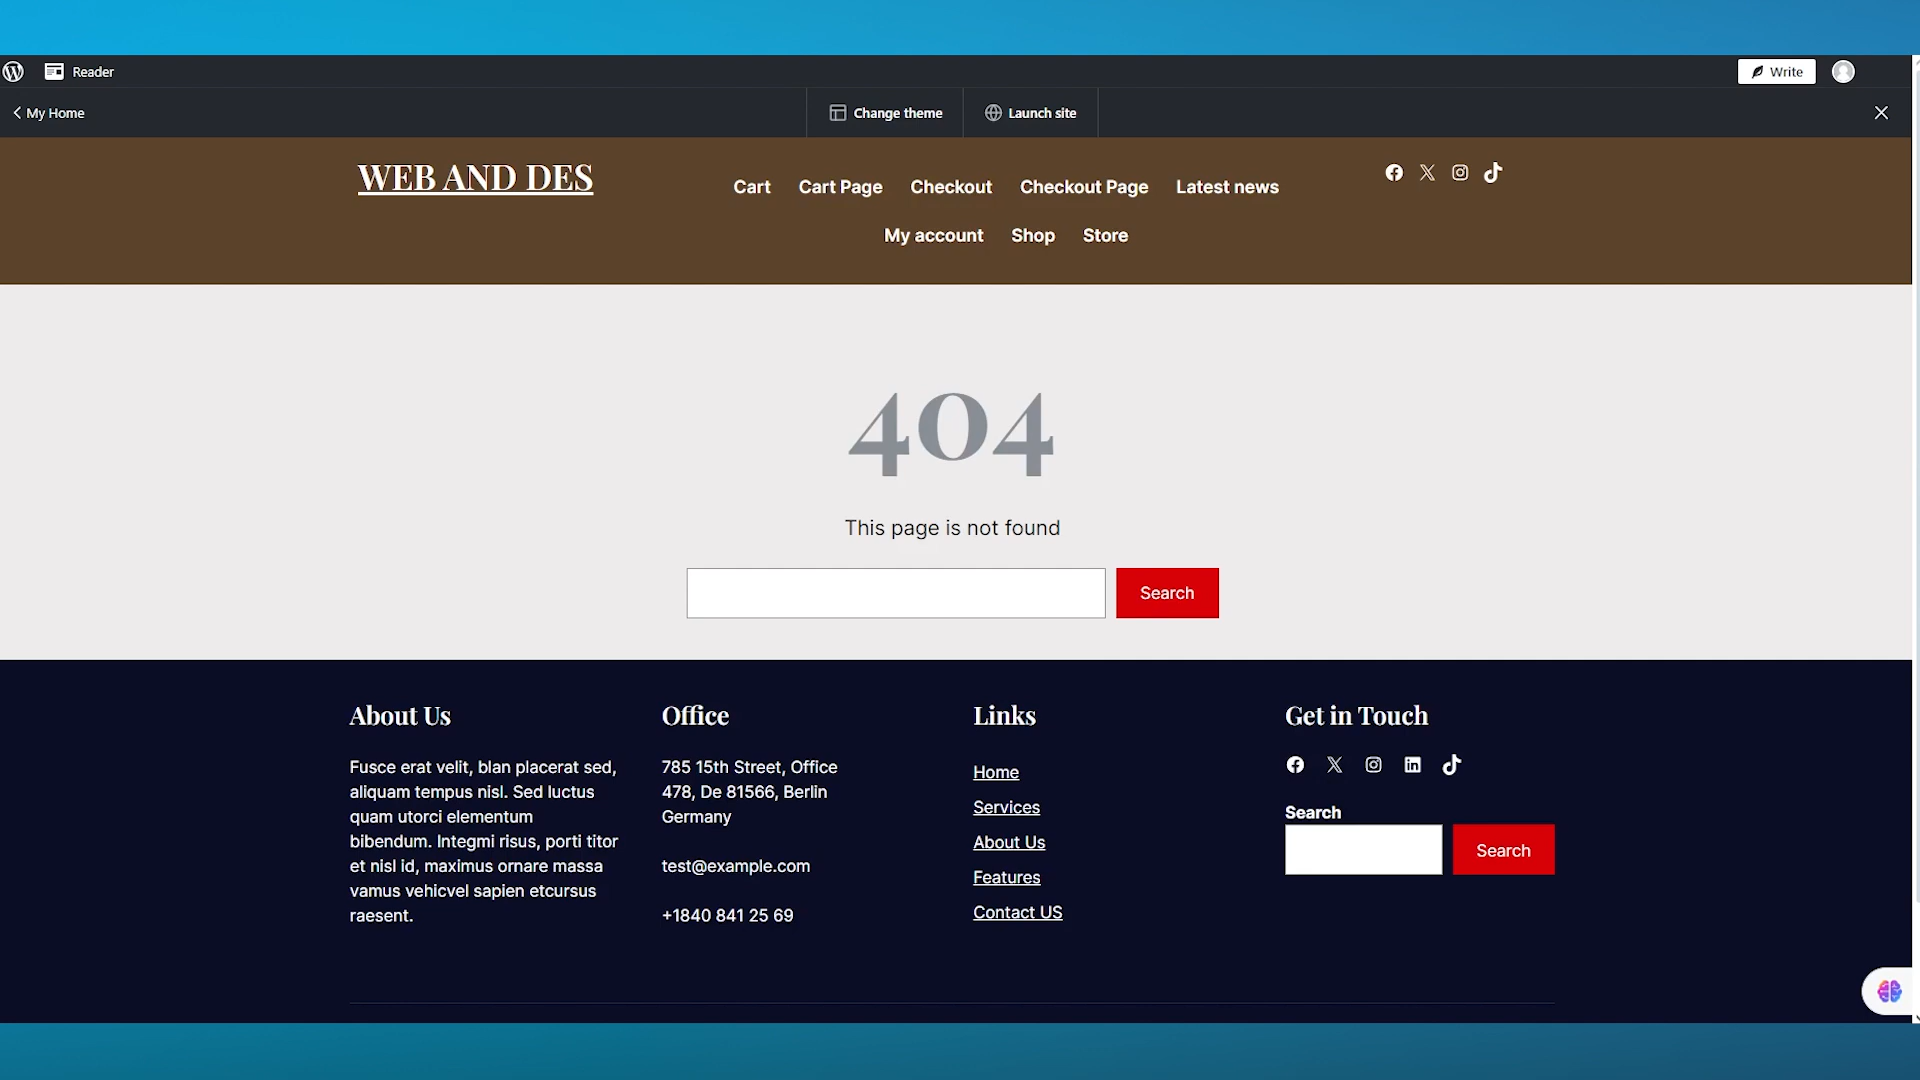 Reader
Write
My Home
Change theme
Launch site
WEB AND DES
Cart
Cart Page
Checkout
Checkout Page
Latest news
My account
Shop
Store
404
This page is not found
Search
About Us
Fusce erat velit, blan placerat sed,
aliquam tempus nisl. Sed luctus
quam utorci elementum
bibendum. Integmi risus, porti titor
et nisl id, maximus ornare massa
vamus vehicvel sapien etcursus
raesent.
Office
785 15th Street, Office
478, De 81566, Berlin
Germany
test@example.com
+1840 841 25 69
Links
Home
Services
About Us
Features
Contact US
Get in Touch
Search
Search